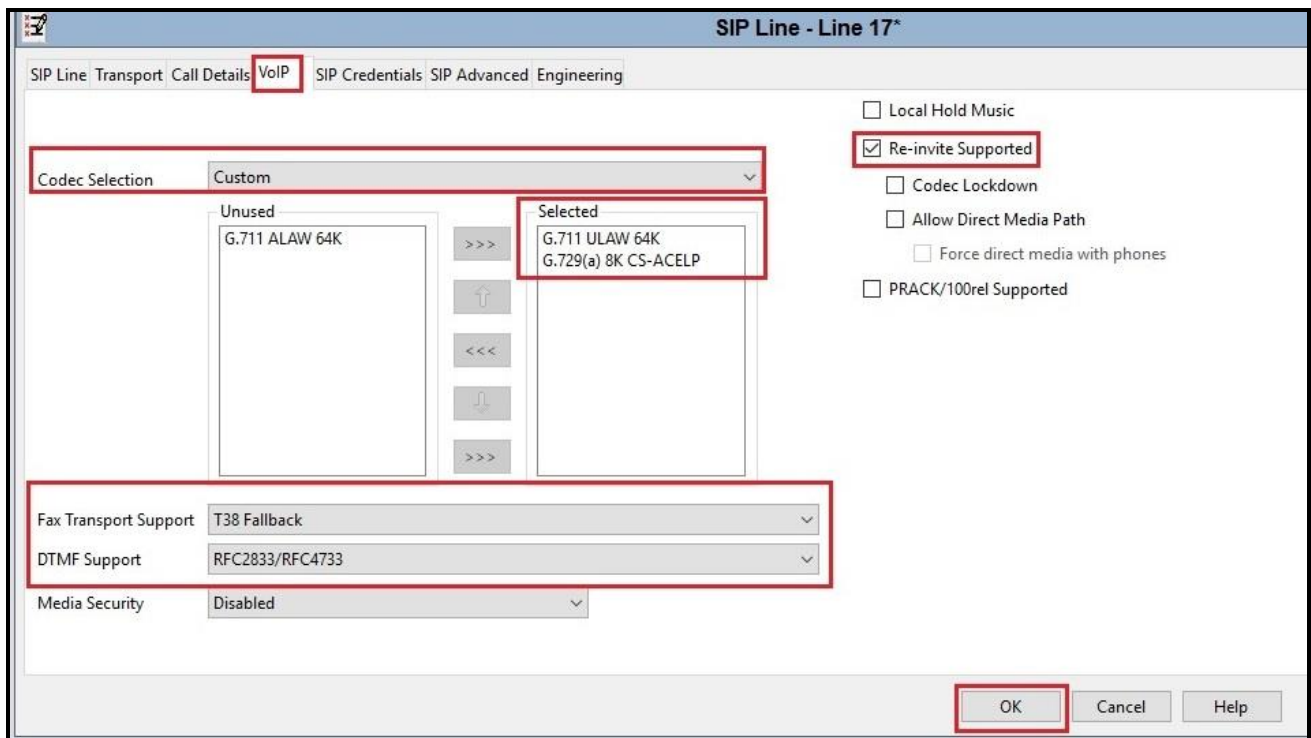 SIP Line - Line 17*
SIP Line Transport Call Details VoIP SIP Credentials SIP Advanced Engineering
Local Hold Music
Re-invite Supported
Codec Selection Custom
Codec Lockdown
Unused Selected
Allow Direct Media Path
G.711 ALAW 64K >>> G.711 ULAW 64K
G.729(a) 8K CS-ACELP
Force direct media with phones
PRACK/100rel Supported
<<<
>>>
Fax Transport Support T38 Fallback
DTMF Support RFC2833/RFC4733
Media Security Disabled
OK Cancel Help